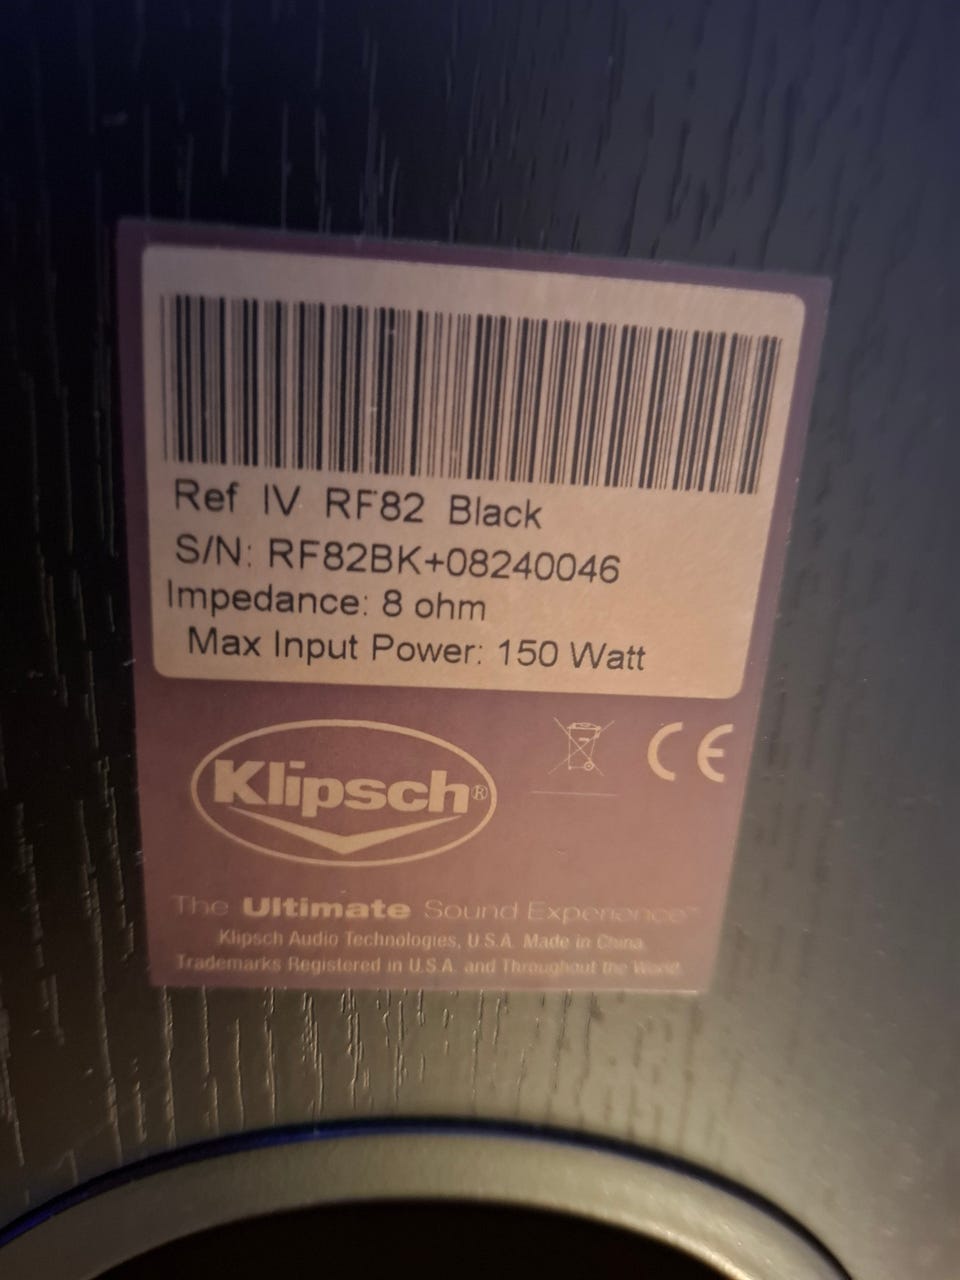 Ref IV RF82 Black
S/N: RF82BK+08240046
Impedance: 8 ohm
Max Input Power: 150 Watt
CE
Klipsch®
The Ultimate Sound Experience™
Klipsch Audio Technologies, U.S.A. Made in China.
Trademarks Registered in U.S.A. and Throughout the World.